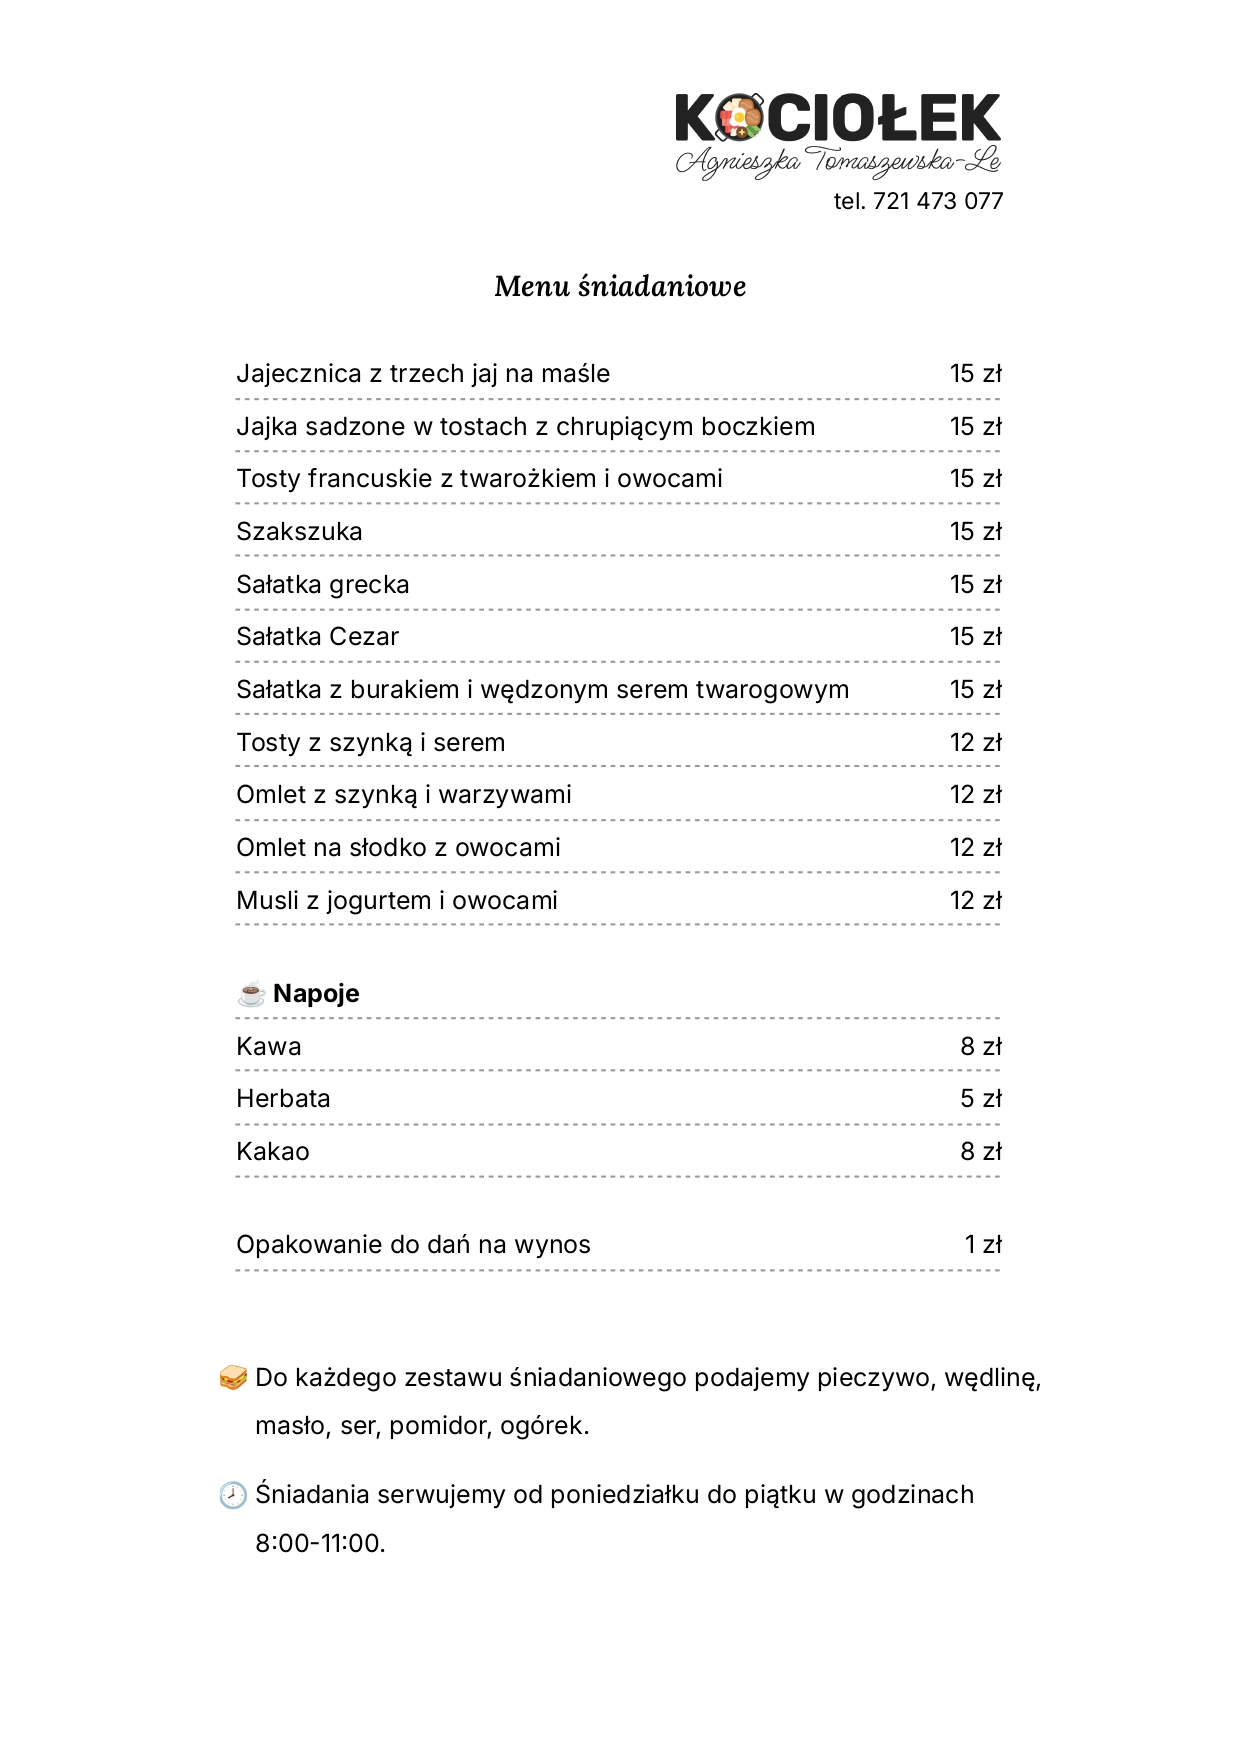 KOCIOŁEK
Agnieszka Tomaszewska-Le
tel. 721 473 077
Menu śniadaniowe
Jajecznica z trzech jaj na maśle 15 zł
Jajka sadzone w tostach z chrupiącym boczkiem 15 zł
Tosty francuskie z twarożkiem i owocami 15 zł
Szakszuka 15 zł
Sałatka grecka 15 zł
Sałatka Cezar 15 zł
Sałatka z burakiem i wędzonym serem twarogowym 15 zł
Tosty z szynką i serem 12 zł
Omlet z szynką i warzywami 12 zł
Omlet na słodko z owocami 12 zł
Musli z jogurtem i owocami 12 zł
☕ Napoje
Kawa 8 zł
Herbata 5 zł
Kakao 8 zł
Opakowanie do dań na wynos 1 zł
🥪 Do każdego zestawu śniadaniowego podajemy pieczywo, wędlinę,
masło, ser, pomidor, ogórek.
🕗 Śniadania serwujemy od poniedziałku do piątku w godzinach
8:00-11:00.